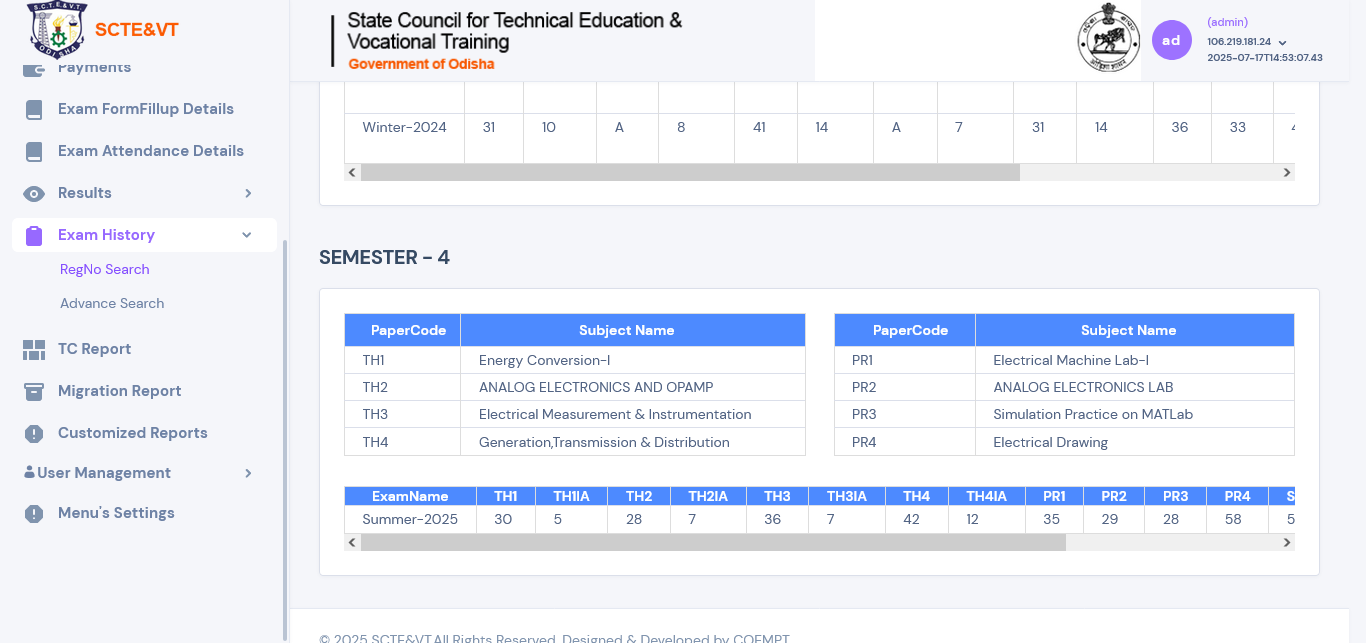 S.C.T.E.&V.T.
ODISHA
SCTE&VT
State Council for Technical Education &
Vocational Training
Government of Odisha
ad
(admin)
106.219.181.24
2025-07-17T14:53:07.43
Payments
Exam FormFillup Details
Exam Attendance Details
Results
Exam History
RegNo Search
Advance Search
TC Report
Migration Report
Customized Reports
User Management
Menu's Settings
Winter-2024 31 10 A 8 41 14 A 7 31 14 36 33
SEMESTER - 4
PaperCode Subject Name
TH1 Energy Conversion-I
TH2 ANALOG ELECTRONICS AND OPAMP
TH3 Electrical Measurement & Instrumentation
TH4 Generation,Transmission & Distribution
PaperCode Subject Name
PR1 Electrical Machine Lab-I
PR2 ANALOG ELECTRONICS LAB
PR3 Simulation Practice on MATLab
PR4 Electrical Drawing
ExamName TH1 TH1IA TH2 TH2IA TH3 TH3IA TH4 TH4IA PR1 PR2 PR3 PR4 S
Summer-2025 30 5 28 7 36 7 42 12 35 29 28 58 5
© 2025 SCTE&VT.All Rights Reserved. Designed & Developed by COEMPT